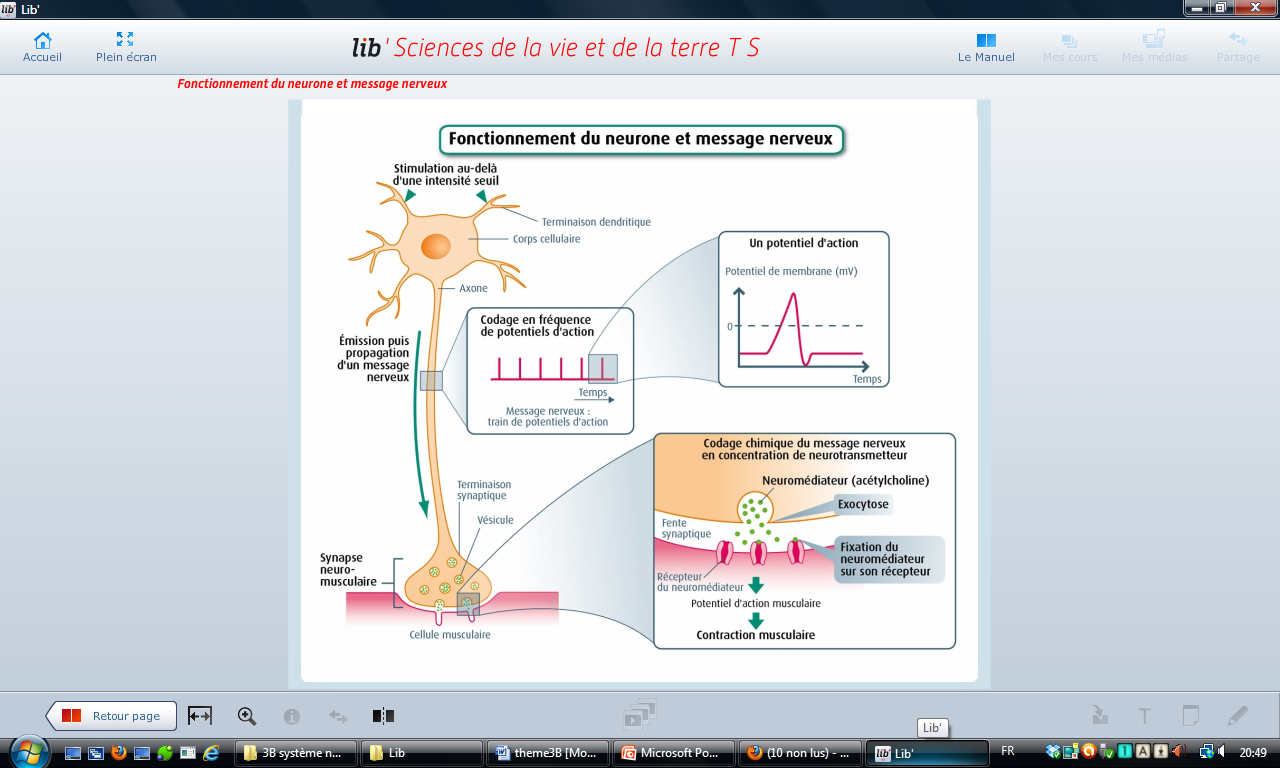 lib' Lib'
Accueil
Plein écran
lib' Sciences de la vie et de la terre T S
Le Manuel
Mes cours
Mes médias
Partage
Fonctionnement du neurone et message nerveux
Fonctionnement du neurone et message nerveux
Stimulation au-delà
d'une intensité seuil
Terminaison dendritique
Corps cellulaire
Axone
Un potentiel d'action
Potentiel de membrane (mV)
0
Temps
Codage en fréquence
de potentiels d'action
Temps
Message nerveux :
train de potentiels d'action
Émission puis
propagation
d'un message
nerveux
Terminaison
synaptique
Vésicule
Synapse
neuro-
musculaire
Cellule musculaire
Codage chimique du message nerveux
en concentration de neurotransmetteur
Neuromédiateur (acétylcholine)
Exocytose
Fente
synaptique
Fixation du
neuromédiateur
sur son récepteur
Récepteur
du neuromédiateur
Potentiel d'action musculaire
Contraction musculaire
Retour page
T
Lib'
3B système n...
Lib
theme3B [Mo...
Microsoft Po...
(10 non lus) - ...
lib' Lib'
FR
1
A
20:49